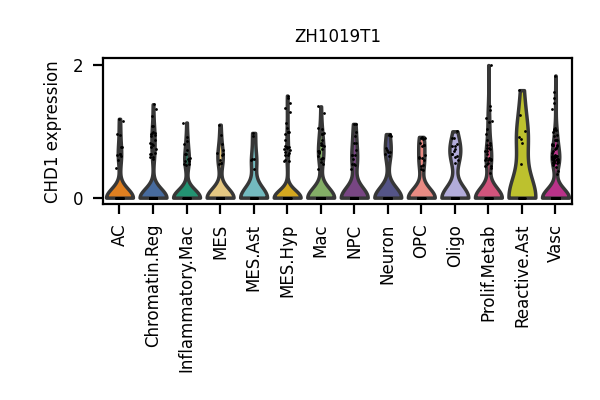 ZH1019T1
CHD1 expression
2
0
AC
Chromatin.Reg
Inflammatory.Mac
MES
MES.Ast
MES.Hyp
Mac
NPC
Neuron
OPC
Oligo
Prolif.Metab
Reactive.Ast
Vasc